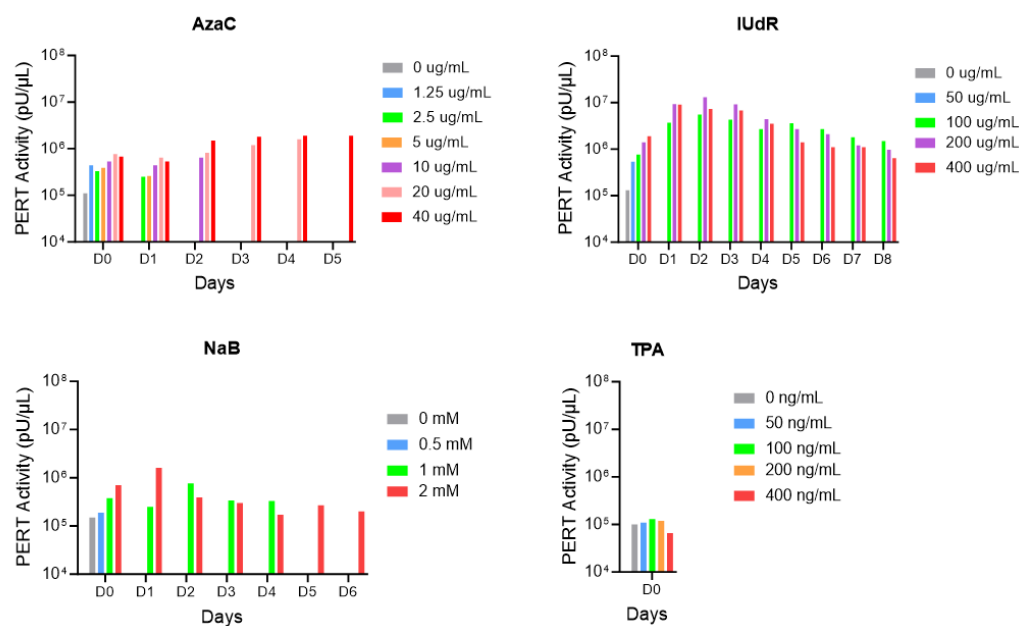 AzaC
PERT Activity (pU/µL)
10⁸
10⁷
10⁶
10⁵
10⁴
D0 D1 D2 D3 D4 D5
Days
0 ug/mL
1.25 ug/mL
2.5 ug/mL
5 ug/mL
10 ug/mL
20 ug/mL
40 ug/mL
IUdR
PERT Activity (pU/µL)
10⁸
10⁷
10⁶
10⁵
10⁴
D0 D1 D2 D3 D4 D5 D6 D7 D8
Days
0 ug/mL
50 ug/mL
100 ug/mL
200 ug/mL
400 ug/mL
NaB
PERT Activity (pU/µL)
10⁸
10⁷
10⁶
10⁵
10⁴
D0 D1 D2 D3 D4 D5 D6
Days
0 mM
0.5 mM
1 mM
2 mM
TPA
PERT Activity (pU/µL)
10⁸
10⁷
10⁶
10⁵
10⁴
D0
Days
0 ng/mL
50 ng/mL
100 ng/mL
200 ng/mL
400 ng/mL